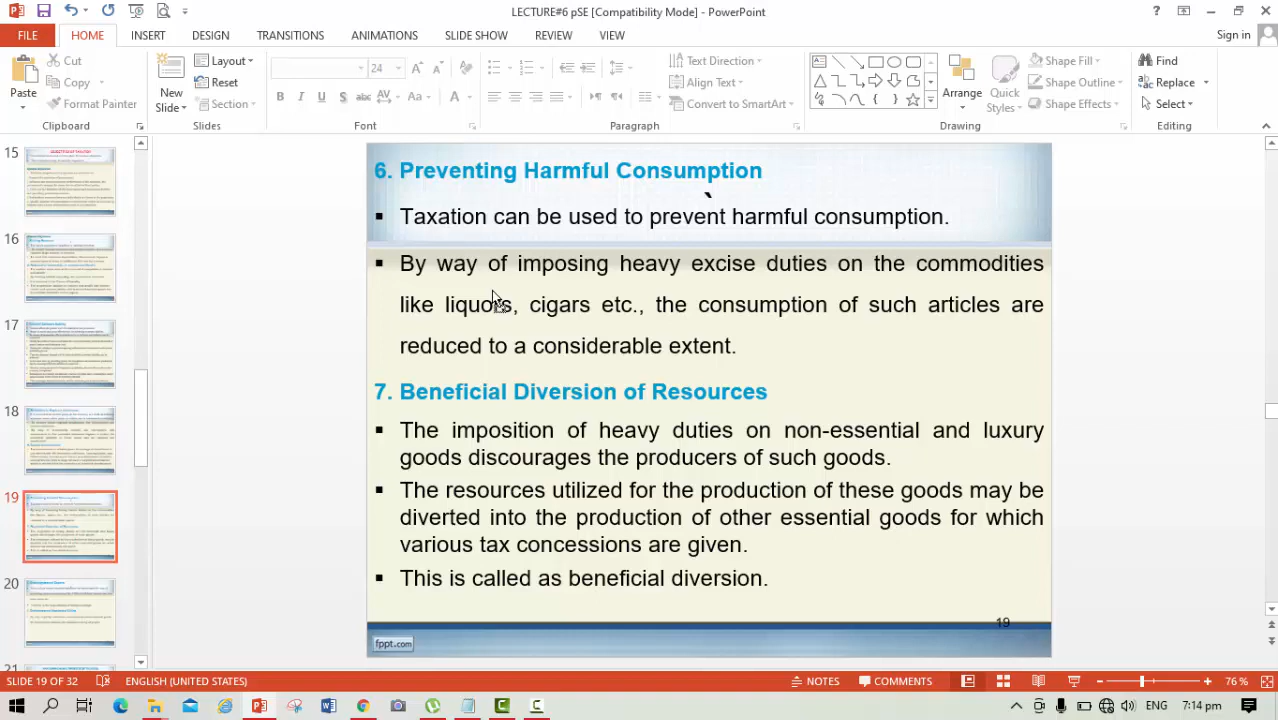 LECTURE#6 pSE [Compatibility Mode] - PowerPoint
FILE HOME INSERT DESIGN TRANSITIONS ANIMATIONS SLIDE SHOW REVIEW VIEW Sign in
Paste
Cut
Copy
Format Painter
Clipboard
New
Slide
Layout
Reset
Section
Slides
24
Font
Text Direction
Align Text
Convert to SmartArt
Paragraph
Arrange
Quick
Styles
Shape Fill
Shape Outline
Shape Effects
Drawing
Find
Replace
Select
Editing
15
16
17
18
19
20
21
6. Preventing Harmful Consumption
Taxation can be used to prevent harmful consumption.
By way of imposing heavy excise duties on the commodities
like liquors, cigars etc., the consumption of such articles are
reduced to a considerable extent.
7. Beneficial Diversion of Resources
The imposition of heavy duties on non-essential and luxury
goods discourages the producers of such goods.
The resources utilized for the production of these goods may be
diverted into the production of other essential goods for which
various tax concessions are given.
This is called as beneficial diversion.
19
fppt.com
SLIDE 19 OF 32 ENGLISH (UNITED STATES) NOTES COMMENTS 76 %
ENG 7:14 pm